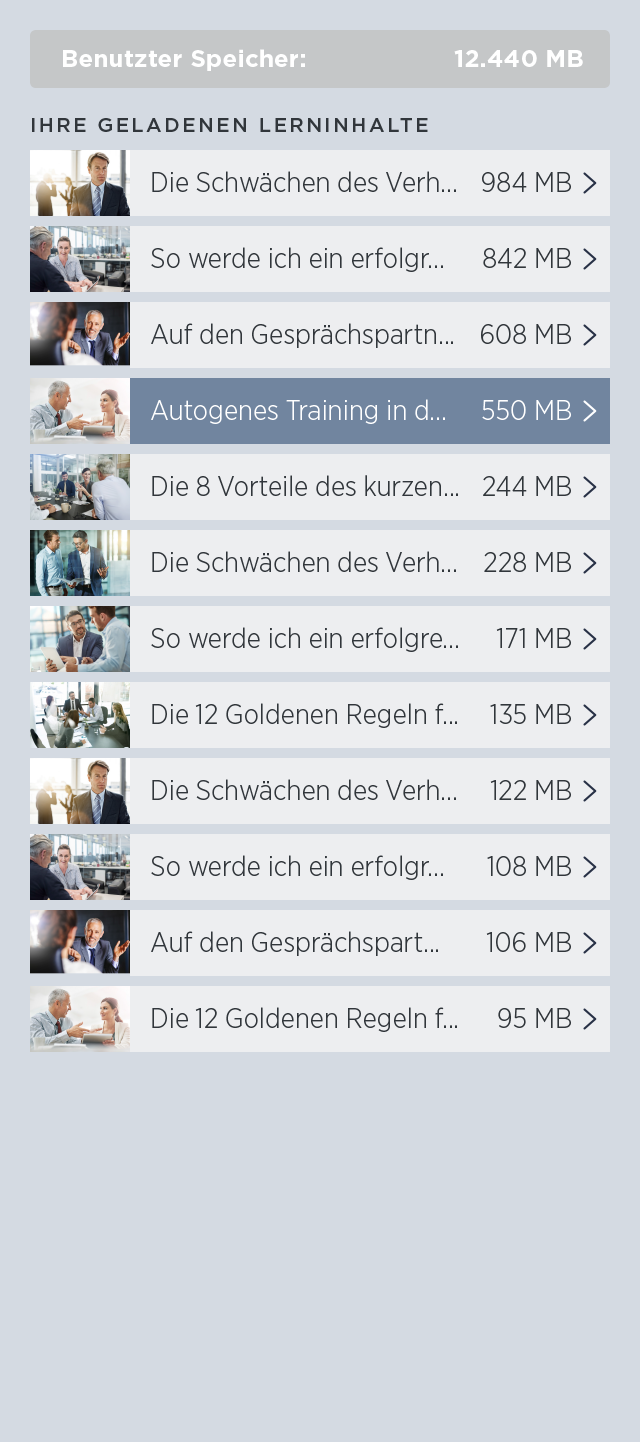 Benutzter Speicher: 12.440 MB
IHRE GELADENEN LERNINHALTE
Die Schwächen des Verh... 984 MB
So werde ich ein erfolgr... 842 MB
Auf den Gesprächspartn... 608 MB
Autogenes Training in d... 550 MB
Die 8 Vorteile des kurzen... 244 MB
Die Schwächen des Verh... 228 MB
So werde ich ein erfolgre... 171 MB
Die 12 Goldenen Regeln f... 135 MB
Die Schwächen des Verh... 122 MB
So werde ich ein erfolgr... 108 MB
Auf den Gesprächspart... 106 MB
Die 12 Goldenen Regeln f... 95 MB